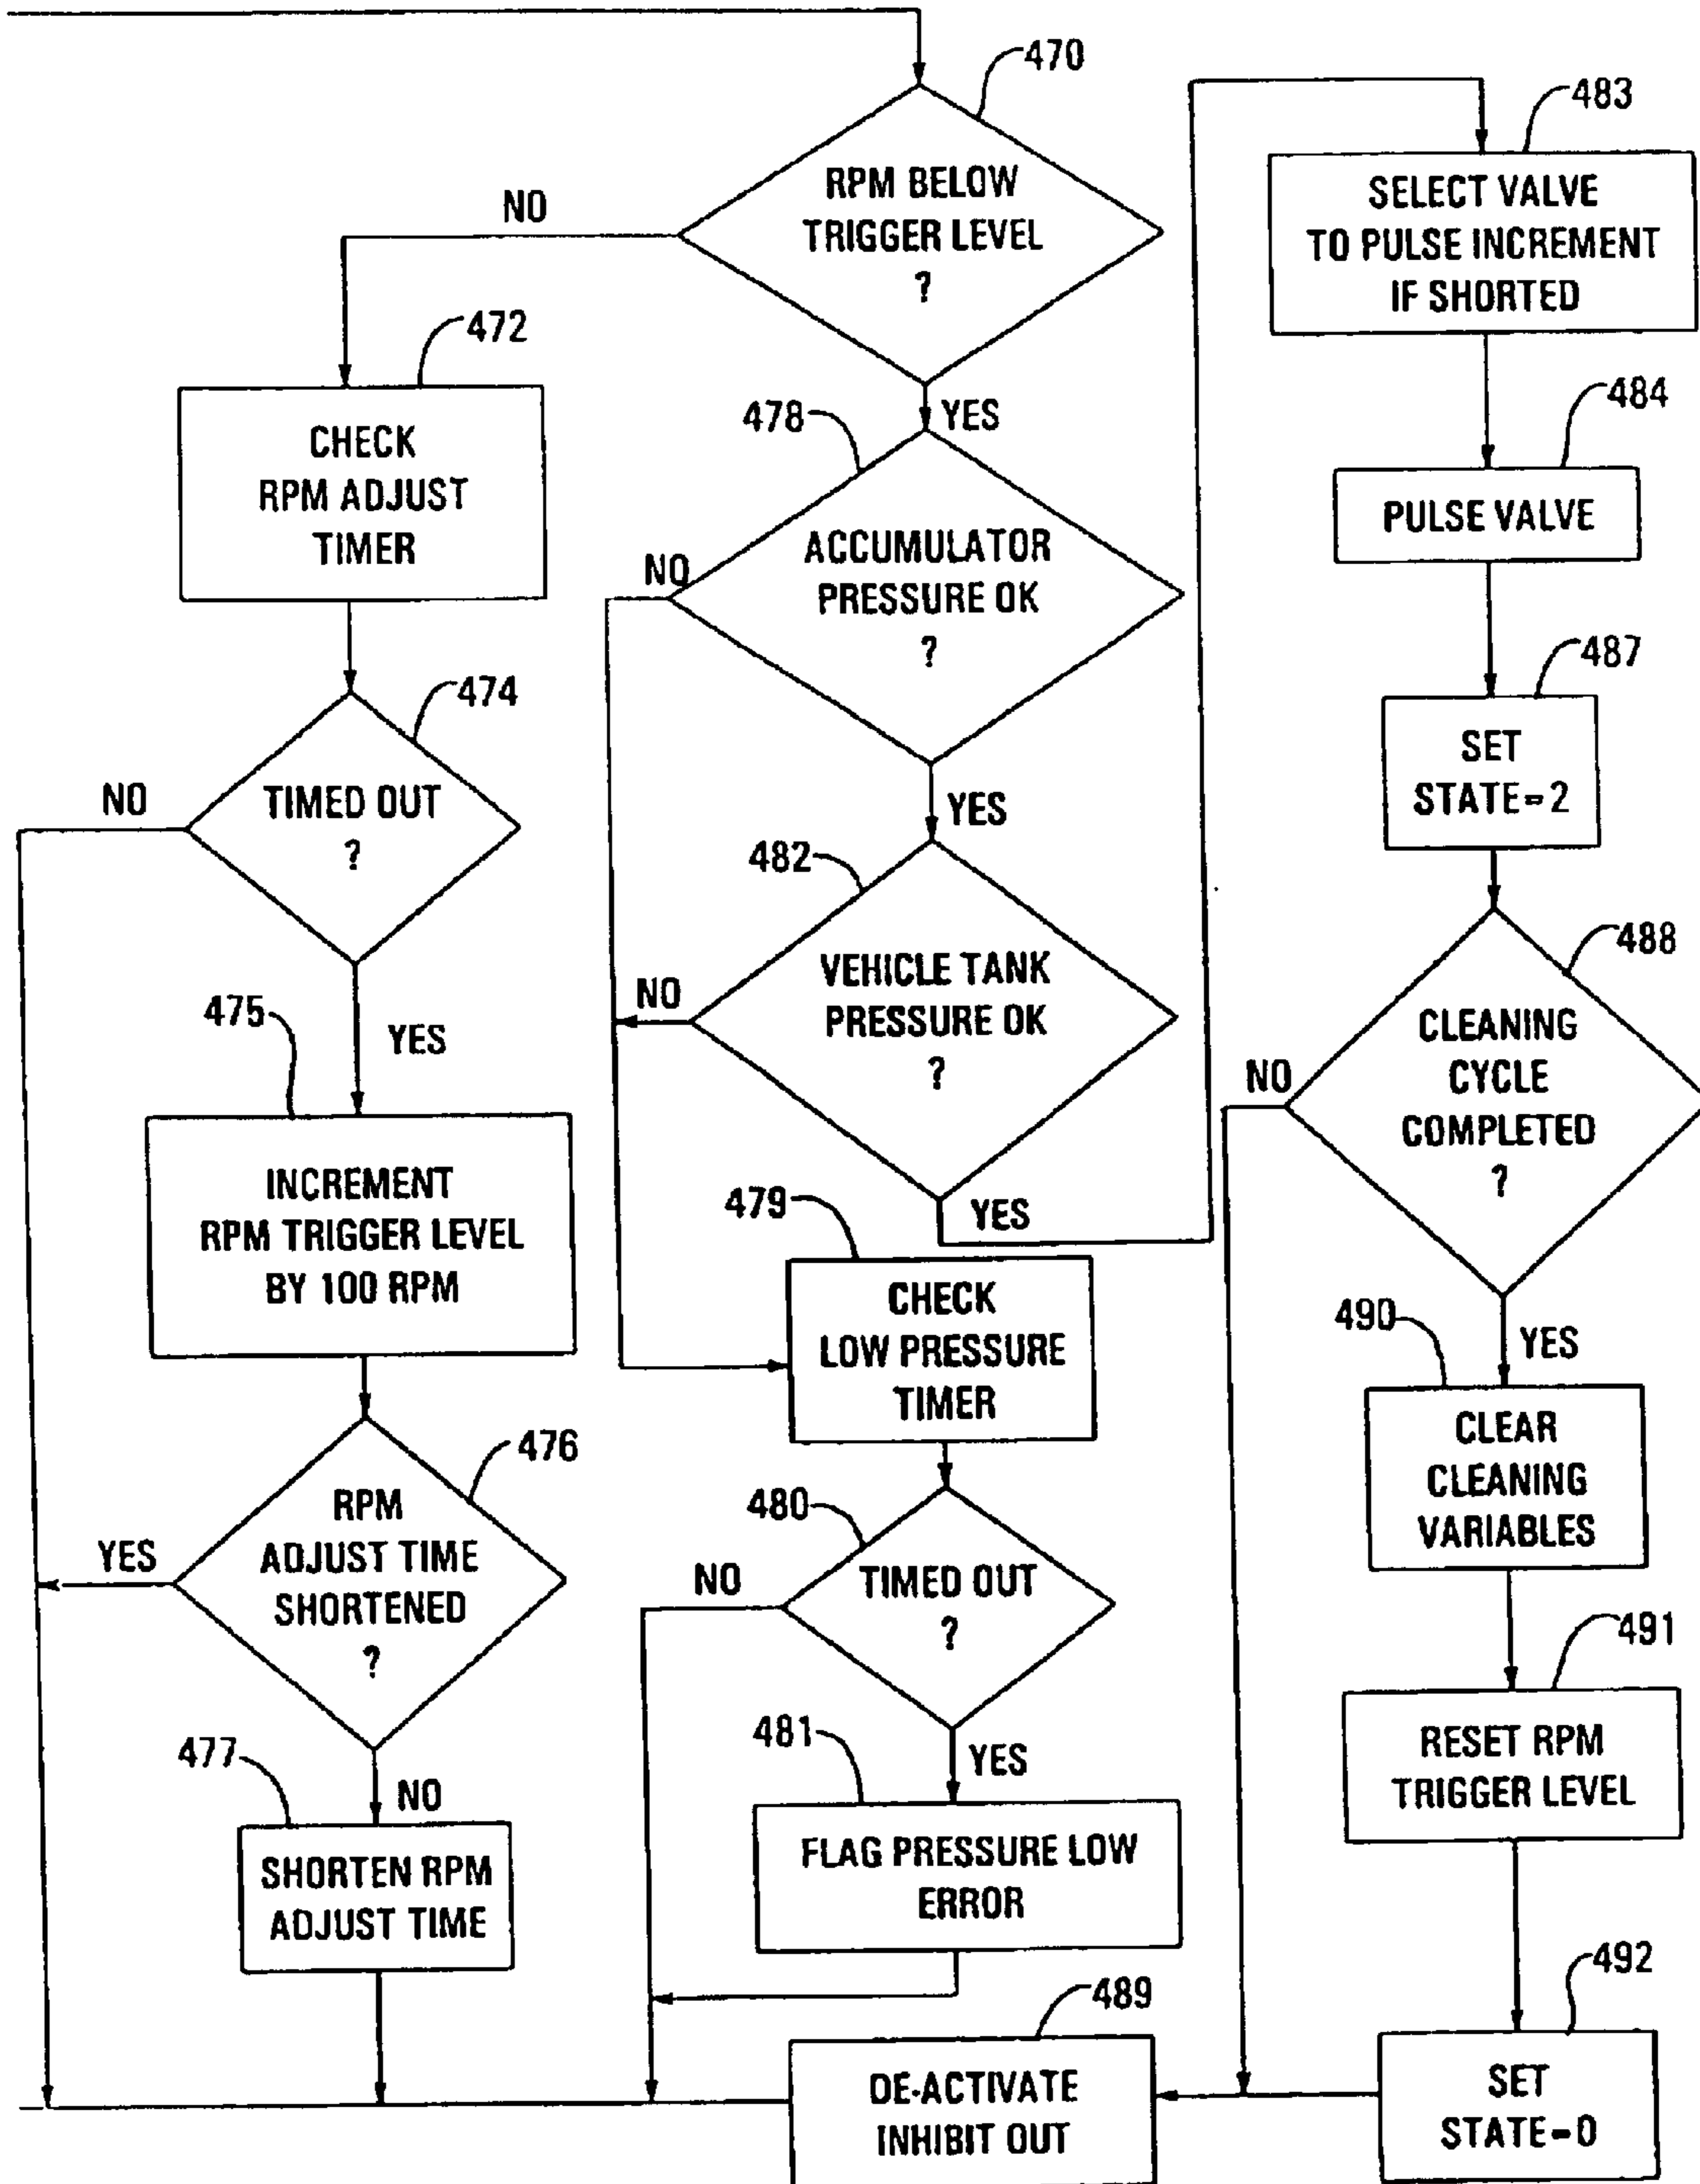 470
RPM BELOW
TRIGGER LEVEL
?
NO
YES
472
CHECK
RPM ADJUST
TIMER
474
TIMED OUT
?
NO
YES
475
INCREMENT
RPM TRIGGER LEVEL
BY 100 RPM
476
RPM
ADJUST TIME
SHORTENED
?
YES
NO
477
SHORTEN RPM
ADJUST TIME
478
ACCUMULATOR
PRESSURE OK
?
NO
YES
482
VEHICLE TANK
PRESSURE OK
?
NO
YES
479
CHECK
LOW PRESSURE
TIMER
480
TIMED OUT
?
NO
YES
481
FLAG PRESSURE LOW
ERROR
483
SELECT VALVE
TO PULSE INCREMENT
IF SHORTED
484
PULSE VALVE
487
SET
STATE=2
488
CLEANING
CYCLE
COMPLETED
?
NO
YES
490
CLEAR
CLEANING
VARIABLES
491
RESET RPM
TRIGGER LEVEL
492
SET
STATE=0
489
DE-ACTIVATE
INHIBIT OUT